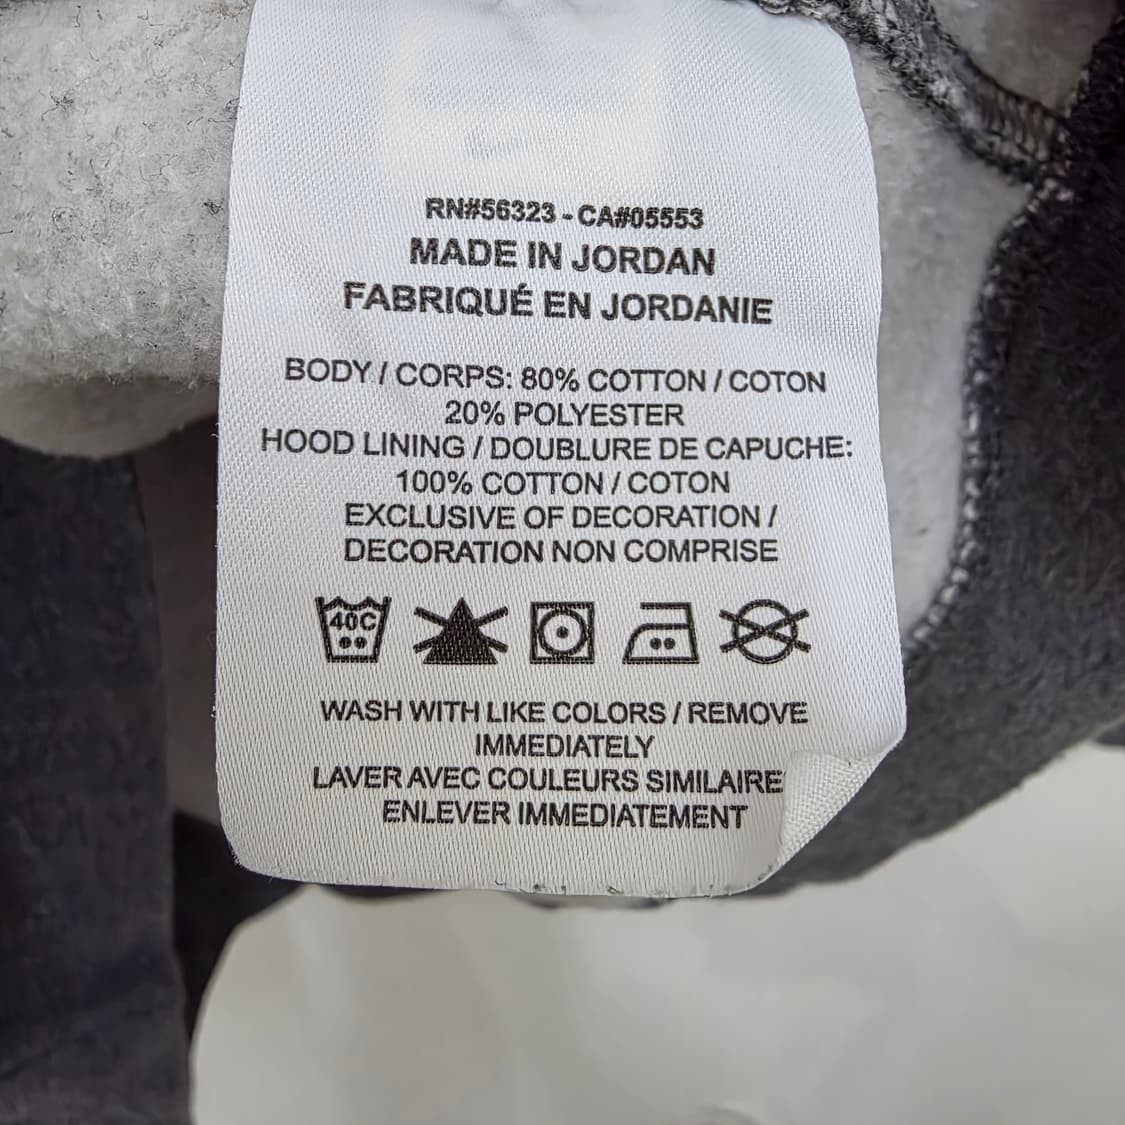 RN#56323 - CA#05553
MADE IN JORDAN
FABRIQUÉ EN JORDANIE
BODY / CORPS: 80% COTTON / COTON
20% POLYESTER
HOOD LINING / DOUBLURE DE CAPUCHE:
100% COTTON / COTON
EXCLUSIVE OF DECORATION /
DECORATION NON COMPRISE
40C
WASH WITH LIKE COLORS / REMOVE
IMMEDIATELY
LAVER AVEC COULEURS SIMILAIRE
ENLEVER IMMEDIATEMENT